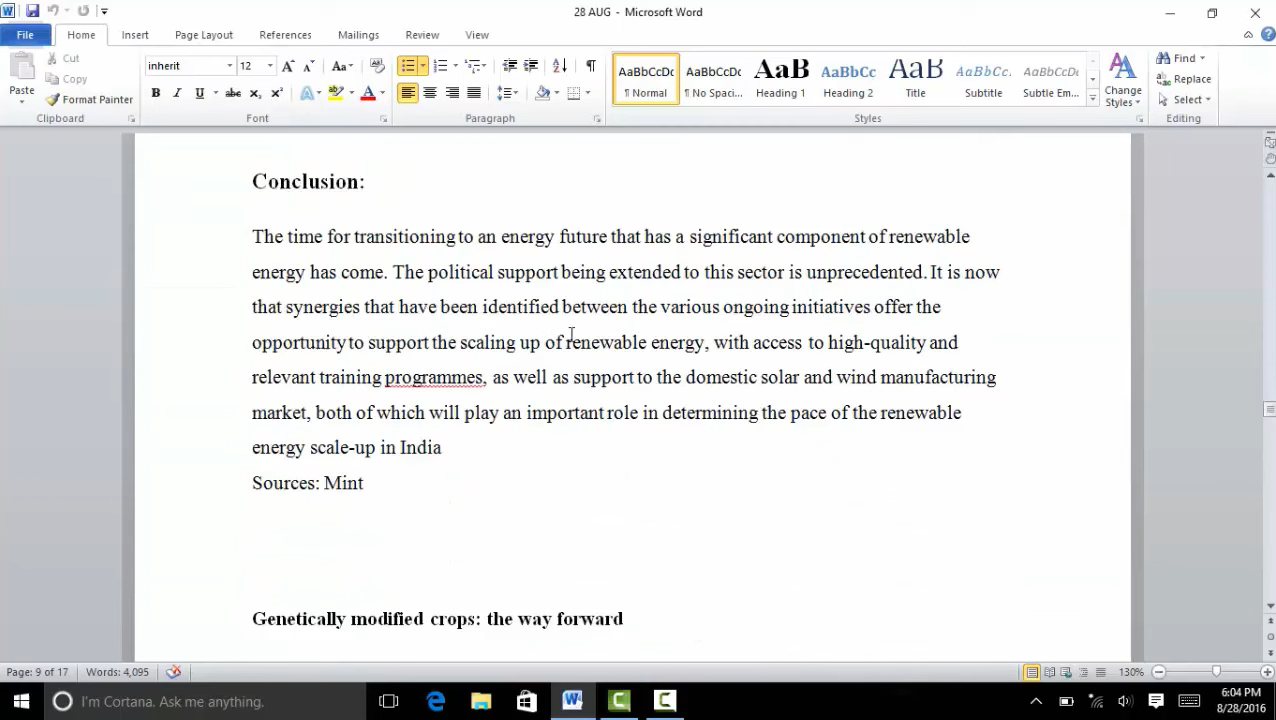 28 AUG - Microsoft Word
File Home Insert Page Layout References Mailings Review View
Cut
Copy
Format Painter
Paste
Clipboard
inherit 12
Aa
B I U abc x₂ x² A ab A
Font
Paragraph
AaBbCcDc AaBbCcDc AaB AaBbCc AaB AaBbCc AaBbCcDc
¶ Normal ¶ No Spaci... Heading 1 Heading 2 Title Subtitle Subtle Em...
Styles
Change Styles
Find
Replace
Select
Editing
Conclusion:
The time for transitioning to an energy future that has a significant component of renewable
energy has come. The political support being extended to this sector is unprecedented. It is now
that synergies that have been identified between the various ongoing initiatives offer the
opportunity to support the scaling up of renewable energy, with access to high-quality and
relevant training programmes, as well as support to the domestic solar and wind manufacturing
market, both of which will play an important role in determining the pace of the renewable
energy scale-up in India
Sources: Mint
Genetically modified crops: the way forward
Page: 9 of 17 Words: 4,095 130%
I'm Cortana. Ask me anything.
6:04 PM
8/28/2016